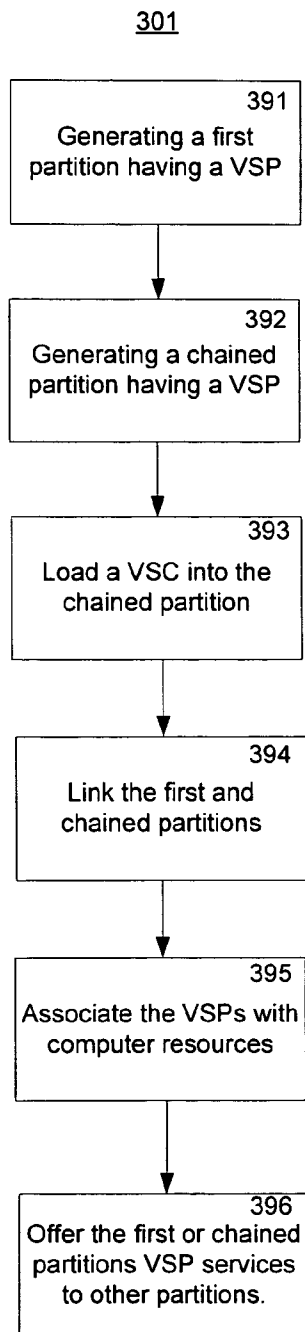 301
391
Generating a first
partition having a VSP
392
Generating a chained
partition having a VSP
393
Load a VSC into the
chained partition
394
Link the first and
chained partitions
395
Associate the VSPs with
computer resources
396
Offer the first or chained
partitions VSP services
to other partitions.